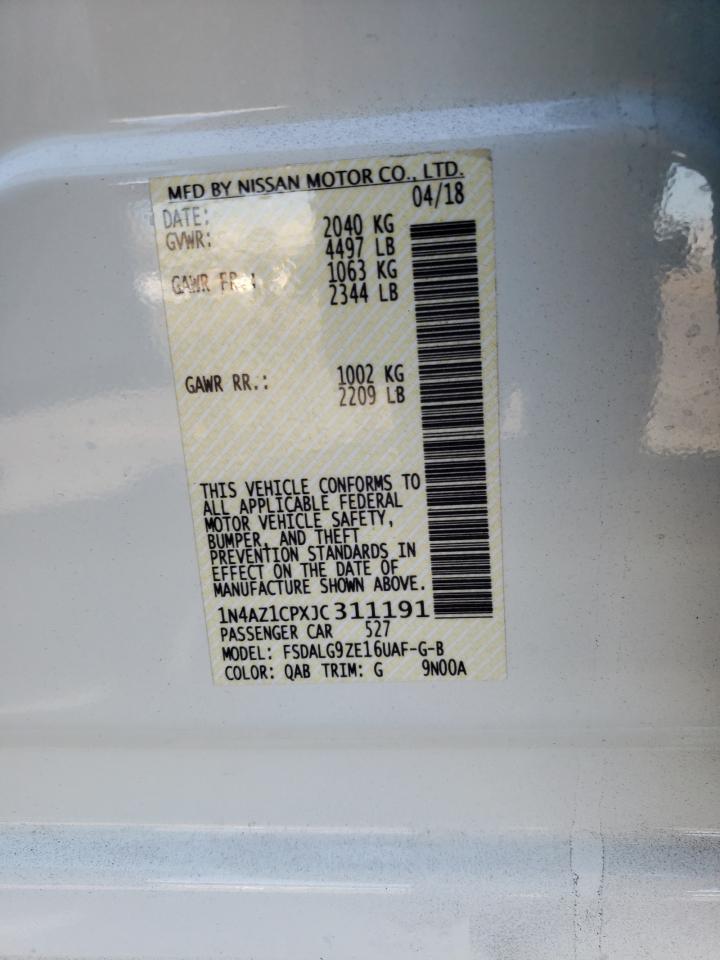 MFD BY NISSAN MOTOR CO., LTD.
DATE: 04/18
GVWR: 2040 KG
4497 LB
GAWR FR.: 1063 KG
2344 LB
GAWR RR.: 1002 KG
2209 LB
THIS VEHICLE CONFORMS TO
ALL APPLICABLE FEDERAL
MOTOR VEHICLE SAFETY,
BUMPER, AND THEFT
PREVENTION STANDARDS IN
EFFECT ON THE DATE OF
MANUFACTURE SHOWN ABOVE.
1N4AZ1CPXJC311191
PASSENGER CAR 527
MODEL: FSDALG9ZE16UAF-G-B
COLOR: QAB TRIM: G 9N00A